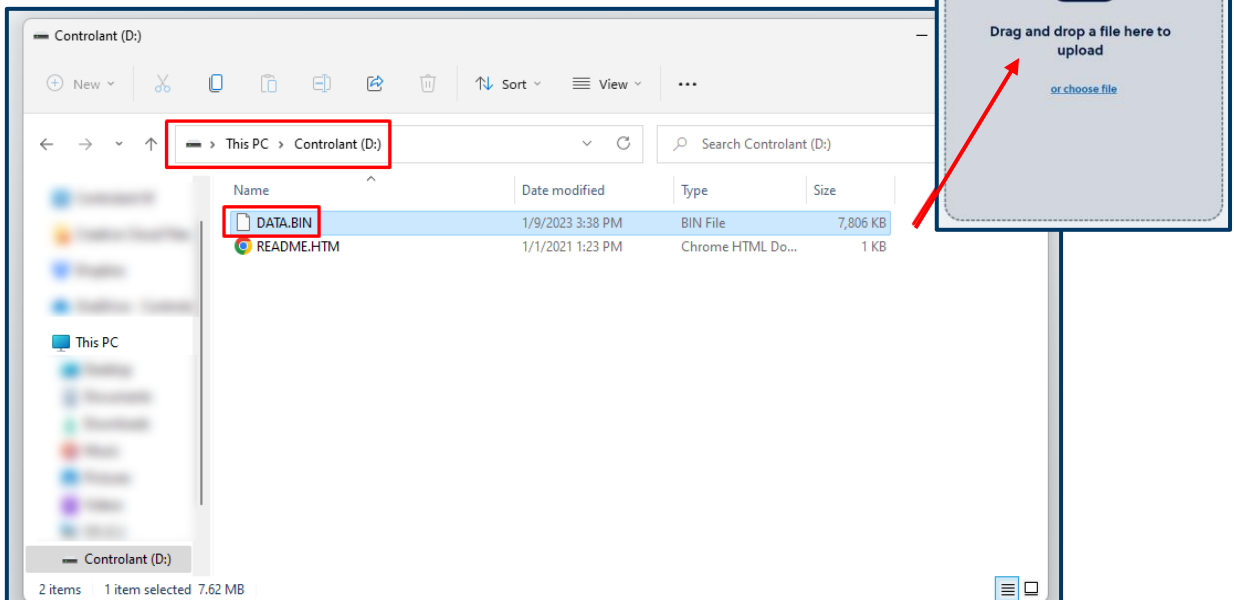 Controlant (D:)
Drag and drop a file here to
upload
or choose file
New
Sort
View
This PC > Controlant (D:)
Search Controlant (D:)
Name
Date modified
Type
Size
DATA.BIN
1/9/2023 3:38 PM
BIN File
7,806 KB
README.HTM
1/1/2021 1:23 PM
Chrome HTML Do...
1 KB
This PC
Controlant (D:)
2 items
1 item selected 7.62 MB